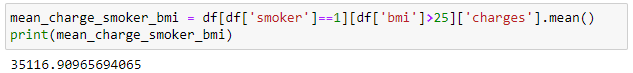 mean_charge_smoker_bmi = df[df['smoker']==1][df['bmi']>25]['charges'].mean()
print(mean_charge_smoker_bmi)
35116.90965694065